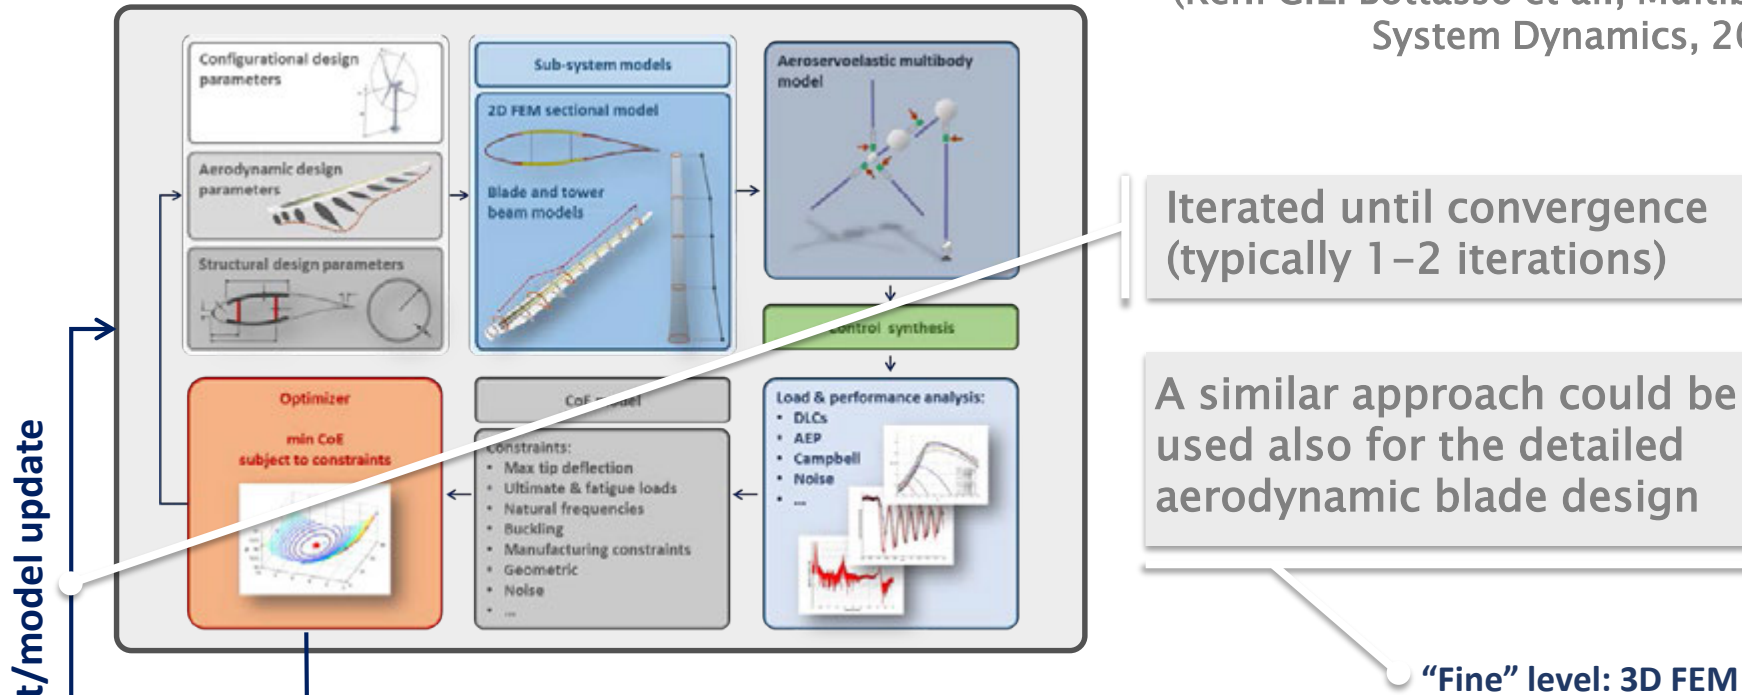 System Dynamics, 20
Configurational design
parameters
Aerodynamic design
parameters
Structural design parameters
Sub-system models
2D FEM sectional model
Blade and tower
beam models
Aeroservoelastic multibody
model
Control synthesis
Load & performance analysis:
• DLCs
• AEP
• Campbell
• Noise
• ...
CoE model
Constraints:
• Max tip deflection
• Ultimate & fatigue loads
• Natural frequencies
• Buckling
• Manufacturing constraints
• Geometric
• Noise
• ...
Optimizer
min CoE
subject to constraints
t/model update
Iterated until convergence
(typically 1-2 iterations)
A similar approach could be
used also for the detailed
aerodynamic blade design
“Fine” level: 3D FEM